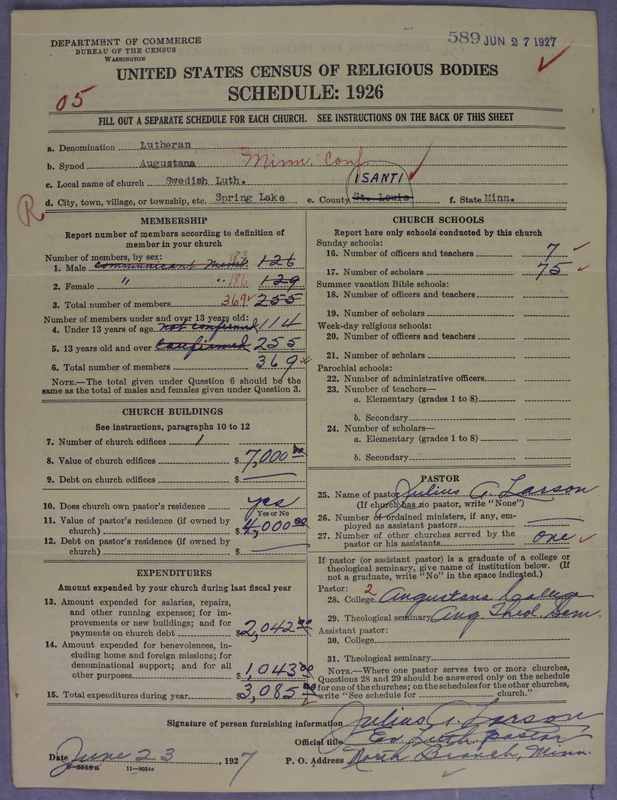 589 JUN 27 1927
DEPARTMENT OF COMMERCE
BUREAU OF THE CENSUS
WASHINGTON
UNITED STATES CENSUS OF RELIGIOUS BODIES
05
SCHEDULE: 1926
FILL OUT A SEPARATE SCHEDULE FOR EACH CHURCH. SEE INSTRUCTIONS ON THE BACK OF THIS SHEET
a. Denomination Lutheran
b. Synod Augustana Minn. Conf.
c. Local name of church Swedish Luth. ISANTI
R d. City, town, village, or township, etc. Spring Lake e. County St. Louis f. State Minn.
MEMBERSHIP
Report number of members according to definition of
member in your church
Number of members, by sex:
1. Male communicant 183 126
2. Female " " 186 129
3. Total number of members 369 255
Number of members under and over 13 years old:
4. Under 13 years of age not confirmed 114
5. 13 years old and over confirmed 255
6. Total number of members 369
NOTE.—The total given under Question 6 should be the
same as the total of males and females given under Question 3.
CHURCH BUILDINGS
See instructions, paragraphs 10 to 12
7. Number of church edifices 1
8. Value of church edifices $ 7,000 00
9. Debt on church edifices $
10. Does church own pastor's residence yes
Yes or No
11. Value of pastor's residence (if owned by
church) $ 4,000 00
12. Debt on pastor's residence (if owned by
church) $
EXPENDITURES
Amount expended by church during last fiscal year
13. Amount expended for salaries, repairs,
and other running expenses; for im-
provements or new buildings; and for
payments on church debt $2,042 00
14. Amount expended for benevolences, in-
cluding home and foreign missions; for
denominational support; and for all
other purposes $1,043 00
15. Total expenditures during year $3,085 00
CHURCH SCHOOLS
Report here only schools conducted by this church
Sunday schools:
16. Number of officers and teachers 7
17. Number of scholars 75
Summer vacation Bible schools:
18. Number of officers and teachers
19. Number of scholars
Week-day religious schools:
20. Number of officers and teachers
21. Number of scholars
Parochial schools:
22. Number of administrative officers
23. Number of teachers—
a. Elementary (grades 1 to 8)
b. Secondary
24. Number of scholars—
a. Elementary (grades 1 to 8)
b. Secondary
PASTOR
25. Name of pastor Julius A. Larson
(If church has no pastor, write "None")
26. Number of ordained ministers, if any, em-
ployed as assistant pastors
27. Number of other churches served by the
pastor or his assistants one
If pastor (or assistant pastor) is a graduate of a college or
theological seminary, give name of institution below. (If
not a graduate, write "No" in the space indicated.)
Pastor: 2
28. College Augustana College
29. Theological seminary Aug. Theol. Sem.
Assistant pastor:
30. College
31. Theological seminary
NOTE.—Where one pastor serves two or more churches,
Questions 28 and 29 should be answered only on the schedule
for one of the churches; on the schedules for the other churches,
write "See schedule for church."
Signature of person furnishing information Julius A. Larson
Official title Ev. Luth. pastor
Date June 23, 1927 P. O. Address North Branch, Minn.
8-5518a 11-9054